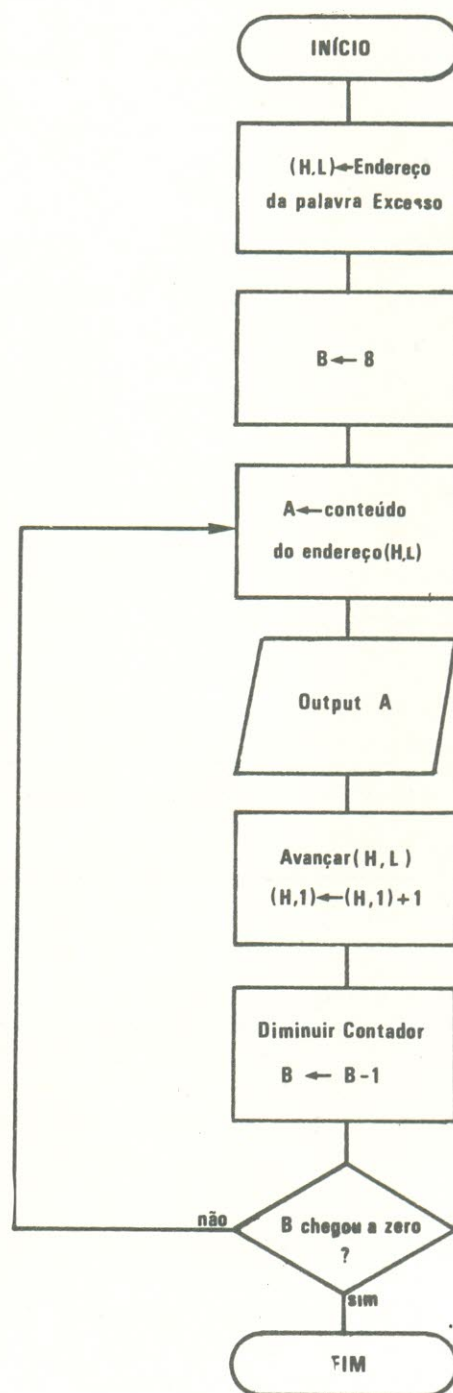 INÍCIO
(H,L)←Endereço
da palavra Excesso
B← 8
A←conteúdo
do endereço(H,L)
Output A
Avançar(H,L)
(H,1)←(H,1)+1
Diminuir Contador
B ← B-1
não
B chegou a zero
?
sim
FIM